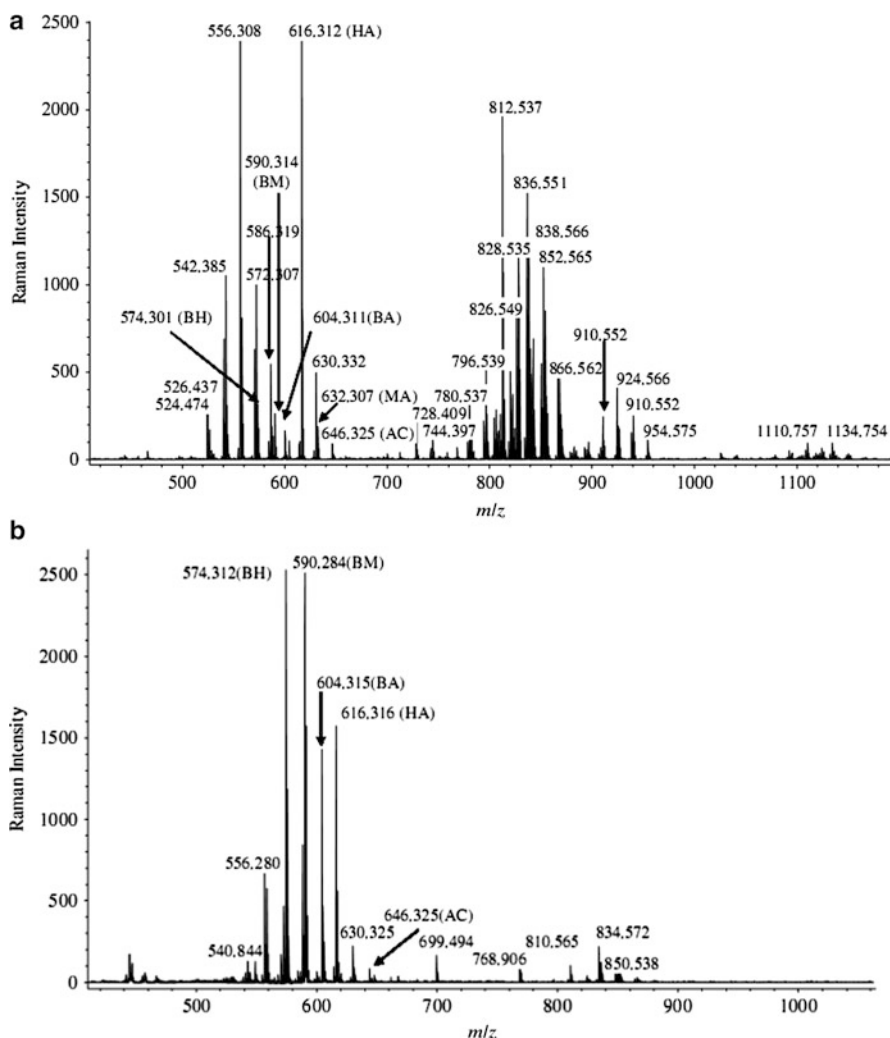 a
2500
2000
1500
1000
500
0
Raman Intensity
556,308
616,312 (HA)
590,314
(BM)
586,319
542,385
572,307
574,301 (BH)
604,311(BA)
526,437
524,474
630,332
632,307 (MA)
646,325 (AC)
812,537
836,551
838,566
828,535
852,565
826,549
796,539
910,552
780,537
866,562
728,409
924,566
744,397
910,552
954,575
1110,757
1134,754
500 600 700 800 900 1000 1100
m/z
b
2500
2000
1500
1000
500
0
Raman Intensity
574,312(BH)
590,284(BM)
604,315(BA)
616,316 (HA)
556,280
646,325(AC)
540,844
630,325
699,494
768,906
810,565
834,572
850,538
500 600 700 800 900 1000
m/z